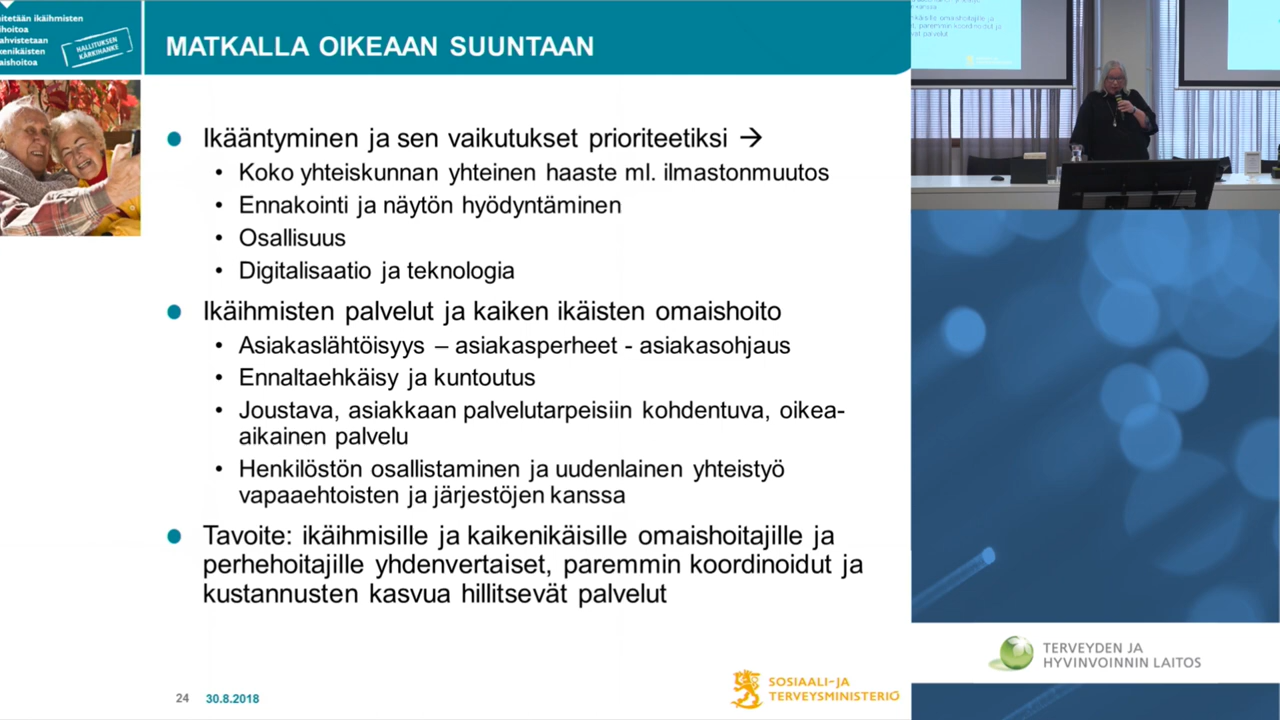 hoitoa
HALLITUKSEN
KÄRKIHANKE
MATKALLA OIKEAAN SUUNTAAN
Ikääntyminen ja sen vaikutukset prioriteetiksi →
Koko yhteiskunnan yhteinen haaste ml. ilmastonmuutos
Ennakointi ja näytön hyödyntäminen
Osallisuus
Digitalisaatio ja teknologia
Ikäihmisten palvelut ja kaiken ikäisten omaishoito
Asiakaslähtöisyys – asiakasperheet - asiakasohjaus
Ennaltaehkäisy ja kuntoutus
Joustava, asiakkaan palvelutarpeisiin kohdentuva, oikea-
aikainen palvelu
Henkilöstön osallistaminen ja uudenlainen yhteistyö
vapaaehtoisten ja järjestöjen kanssa
Tavoite: ikäihmisille ja kaikenikäisille omaishoitajille ja
perhehoitajille yhdenvertaiset, paremmin koordinoidut ja
kustannusten kasvua hillitsevät palvelut
24 30.8.2018
SOSIAALI- JA
TERVEYSMINISTERIÖ
TERVEYDEN JA
HYVINVOINNIN LAITOS